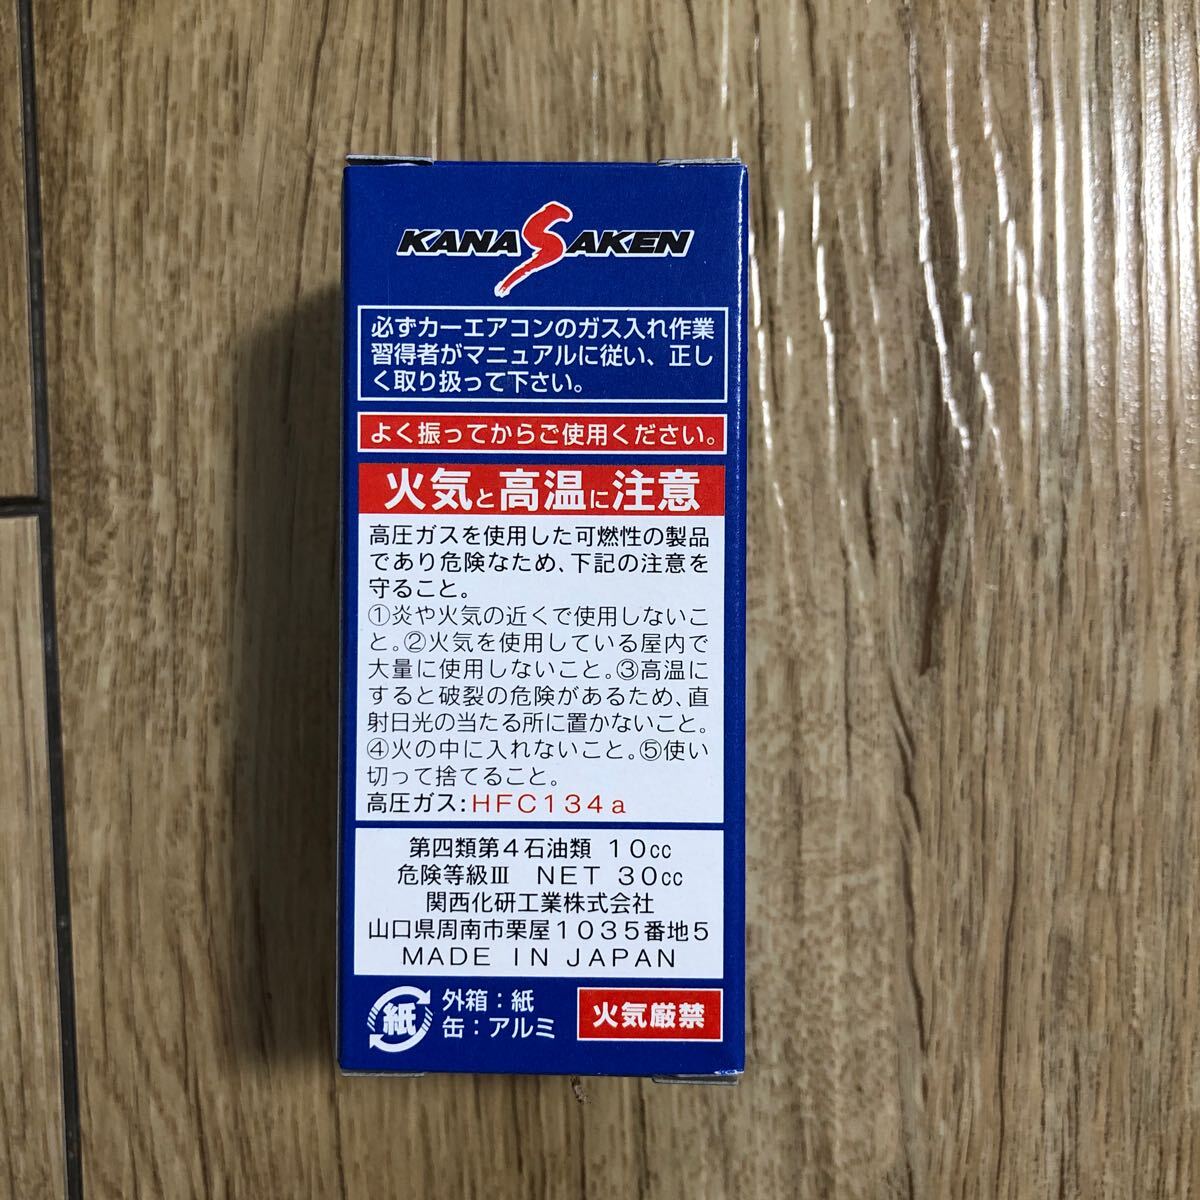 KANASAKEN
必ずカーエアコンのガス入れ作業
習得者がマニュアルに従い、正し
く取り扱って下さい。
よく振ってからご使用ください。
火気と高温に注意
高圧ガスを使用した可燃性の製品
であり危険なため、下記の注意を
守ること。
①炎や火気の近くで使用しないこ
と。②火気を使用している屋内で
大量に使用しないこと。③高温に
すると破裂の危険があるため、直
射日光の当たる所に置かないこと。
④火の中に入れないこと。⑤使い
切って捨てること。
高圧ガス:HFC134a
第四類第4石油類 10cc
危険等級Ⅲ NET 30cc
関西化研工業株式会社
山口県周南市栗屋1035番地5
MADE IN JAPAN
紙
外箱:紙
缶:アルミ
火気厳禁